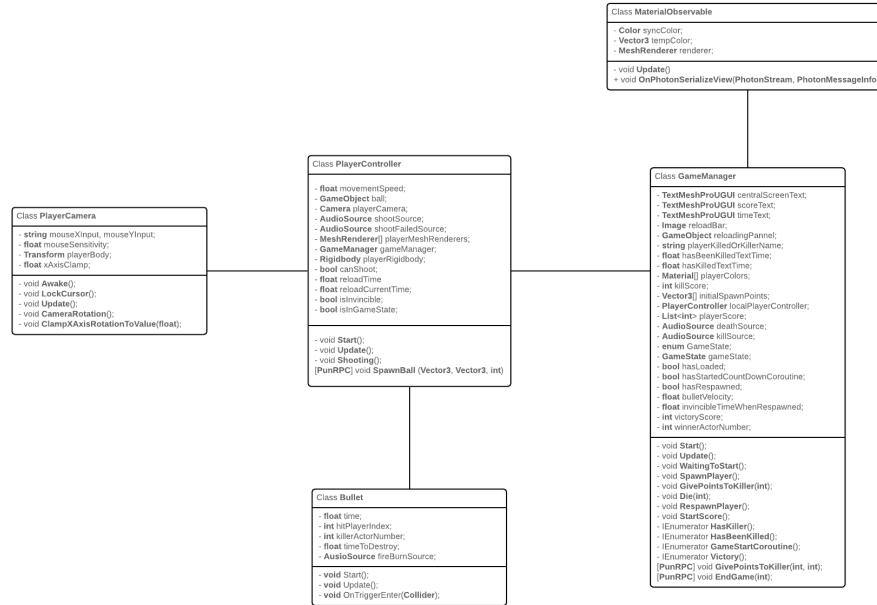 Class MaterialObservable
- Color syncColor;
- Vector3 tempColor;
- MeshRenderer renderer;
- void Update()
+ void OnPhotonSerializeView(PhotonStream, PhotonMessageInfo
Class PlayerController
- float movementSpeed;
- GameObject ball;
- Camera playerCamera;
- AudioSource shootSource;
- AudioSource shootFailedSource;
- MeshRenderer[] playerMeshRenderers;
- GameManager gameManager;
- Rigidbody playerRigidbody;
- bool canShoot;
- float reloadTime
- float reloadCurrentTime;
- bool isInvincible;
- bool isInGameState;
- void Start();
- void Update();
- void Shooting();
[PunRPC] void SpawnBall (Vector3, Vector3, int)
Class GameManager
- TextMeshProUGUI centralScreenText;
- TextMeshProUGUI scoreText;
- TextMeshProUGUI timeText;
- Image reloadBar;
- GameObject reloadingPannel;
- string playerKilledOrKillerName;
- float hasBeenKilledTextTime;
- float hasKilledTextTime;
- Material[] playerColors;
- int killScore;
- Vector3[] initialSpawnPoints;
- PlayerController localPlayerController;
- List<int> playerScore;
- AudioSource deathSource;
- AudioSource killSource;
- enum GameState;
- GameState gameState;
- bool hasLoaded;
- bool hasStartedCountDownCoroutine;
- bool hasRespawned;
- float bulletVelocity;
- float invincibleTimeWhenRespawned;
- int victoryScore;
- int winnerActorNumber;
- void Start();
- void Update();
- void WaitingToStart();
- void SpawnPlayer();
- void GivePointsToKiller(int);
- void Die(int);
- void RespawnPlayer();
- void StartScore();
- IEnumerator HasKiller();
- IEnumerator HasBeenKilled();
- IEnumerator GameStartCoroutine();
- IEnumerator Victory();
[PunRPC] void GivePointsToKiller(int, int);
[PunRPC] void EndGame(int);
Class PlayerCamera
- string mouseXInput, mouseYInput;
- float mouseSensitivity;
- Transform playerBody;
- float xAxisClamp;
- void Awake();
- void LockCursor();
- void Update();
- void CameraRotation();
- void ClampXAxisRotationToValue(float);
Class Bullet
- float time;
- int hitPlayerIndex;
- int killerActorNumber;
- float timeToDestroy;
- AusioSource fireBurnSource;
- void Start();
- void Update();
- void OnTriggerEnter(Collider);